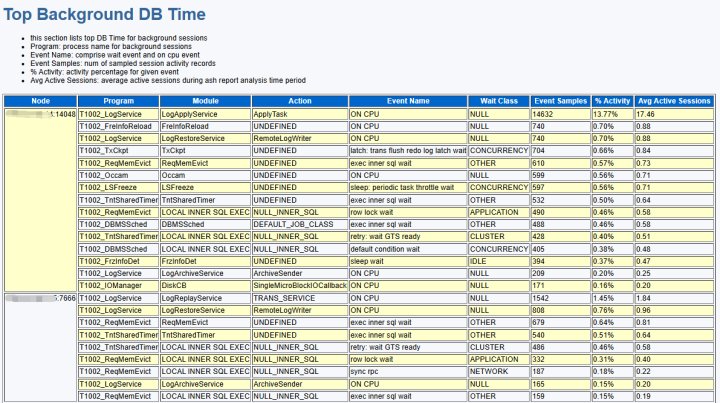 Top Background DB Time
this section lists top DB Time for background sessions
Program: process name for background sessions
Event Name: comprise wait event and on cpu event
Event Samples: num of sampled session activity records
% Activity: activity percentage for given event
Avg Active Sessions: average active sessions during ash report analysis time period
Node Program Module Action Event Name Wait Class Event Samples % Activity Avg Active Sessions
14048 T1002_LogService LogApplyService ApplyTask ON CPU NULL 14632 13.77% 17.46
T1002_FreInfoReload FreInfoReload UNDEFINED ON CPU NULL 740 0.70% 0.88
T1002_LogService LogRestoreService RemoteLogWriter ON CPU NULL 740 0.70% 0.88
T1002_TxCkpt TxCkpt UNDEFINED latch: trans flush redo log latch wait CONCURRENCY 704 0.66% 0.84
T1002_ReqMemEvict ReqMemEvict UNDEFINED exec inner sql wait OTHER 610 0.57% 0.73
T1002_Occam Occam UNDEFINED ON CPU NULL 599 0.56% 0.71
T1002_LSFreeze LSFreeze UNDEFINED sleep: periodic task throttle wait CONCURRENCY 597 0.56% 0.71
T1002_TntSharedTimer TntSharedTimer UNDEFINED exec inner sql wait OTHER 532 0.50% 0.64
T1002_ReqMemEvict LOCAL INNER SQL EXEC NULL_INNER_SQL row lock wait APPLICATION 490 0.46% 0.58
T1002_DBMSSched DBMSSched DEFAULT_JOB_CLASS exec inner sql wait OTHER 488 0.46% 0.58
T1002_TntSharedTimer LOCAL INNER SQL EXEC NULL_INNER_SQL retry: wait GTS ready CLUSTER 428 0.40% 0.51
T1002_DBMSSched LOCAL INNER SQL EXEC NULL_INNER_SQL default condition wait CONCURRENCY 405 0.38% 0.48
T1002_FrzInfoDet FrzInfoDet UNDEFINED sleep wait IDLE 394 0.37% 0.47
T1002_LogService LogArchiveService ArchiveSender ON CPU NULL 209 0.20% 0.25
T1002_IOManager DiskCB SingleMicroBlockIOCallback ON CPU NULL 171 0.16% 0.20
7666 T1002_LogService LogReplayService TRANS_SERVICE ON CPU NULL 1542 1.45% 1.84
T1002_LogService LogRestoreService RemoteLogWriter ON CPU NULL 808 0.76% 0.96
T1002_ReqMemEvict ReqMemEvict UNDEFINED exec inner sql wait OTHER 679 0.64% 0.81
T1002_TntSharedTimer TntSharedTimer UNDEFINED exec inner sql wait OTHER 540 0.51% 0.64
T1002_TntSharedTimer LOCAL INNER SQL EXEC NULL_INNER_SQL retry: wait GTS ready CLUSTER 486 0.46% 0.58
T1002_ReqMemEvict LOCAL INNER SQL EXEC NULL_INNER_SQL row lock wait APPLICATION 332 0.31% 0.40
T1002_ReqMemEvict LOCAL INNER SQL EXEC NULL_INNER_SQL sync rpc NETWORK 187 0.18% 0.22
T1002_LogService LogArchiveService ArchiveSender ON CPU NULL 165 0.15% 0.20
T1002_ReqMemEvict LOCAL INNER SQL EXEC NULL_INNER_SQL exec inner sql wait OTHER 159 0.15% 0.19